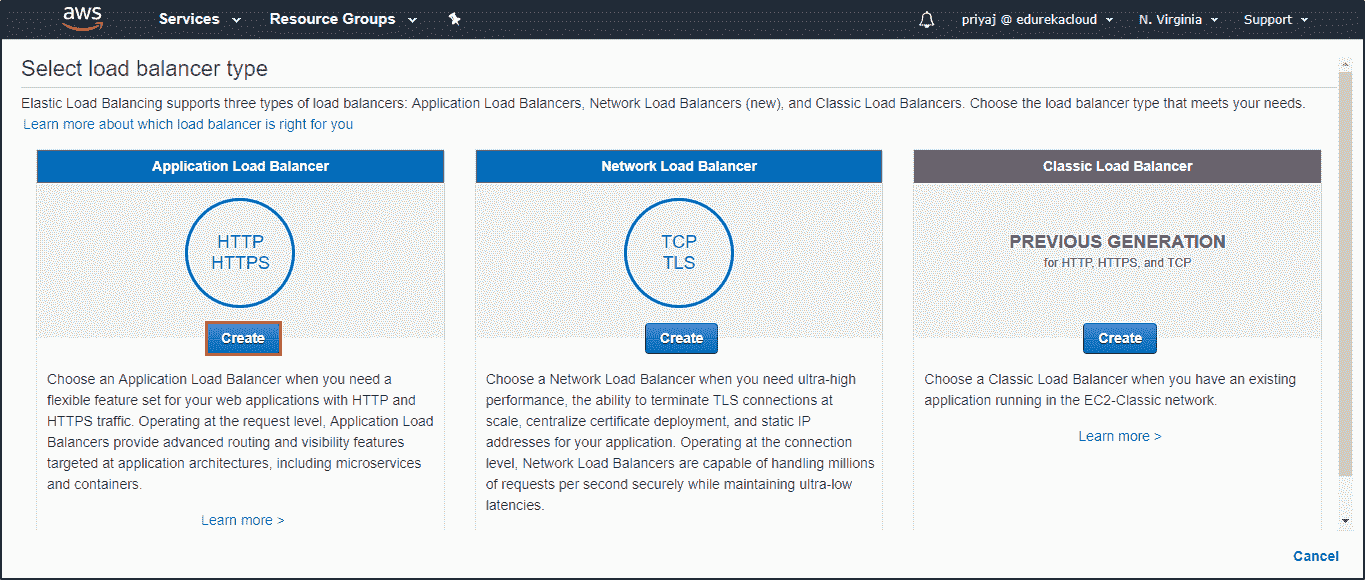 aws Services Resource Groups priyaj @ edurekacloud N. Virginia Support
Select load balancer type
Elastic Load Balancing supports three types of load balancers: Application Load Balancers, Network Load Balancers (new), and Classic Load Balancers. Choose the load balancer type that meets your needs.
Learn more about which load balancer is right for you
Application Load Balancer
HTTP
HTTPS
Create
Choose an Application Load Balancer when you need a
flexible feature set for your web applications with HTTP and
HTTPS traffic. Operating at the request level, Application Load
Balancers provide advanced routing and visibility features
targeted at application architectures, including microservices
and containers.
Learn more >
Network Load Balancer
TCP
TLS
Create
Choose a Network Load Balancer when you need ultra-high
performance, the ability to terminate TLS connections at
scale, centralize certificate deployment, and static IP
addresses for your application. Operating at the connection
level, Network Load Balancers are capable of handling millions
of requests per second securely while maintaining ultra-low
latencies.
Classic Load Balancer
PREVIOUS GENERATION
for HTTP, HTTPS, and TCP
Create
Choose a Classic Load Balancer when you have an existing
application running in the EC2-Classic network.
Learn more >
Cancel